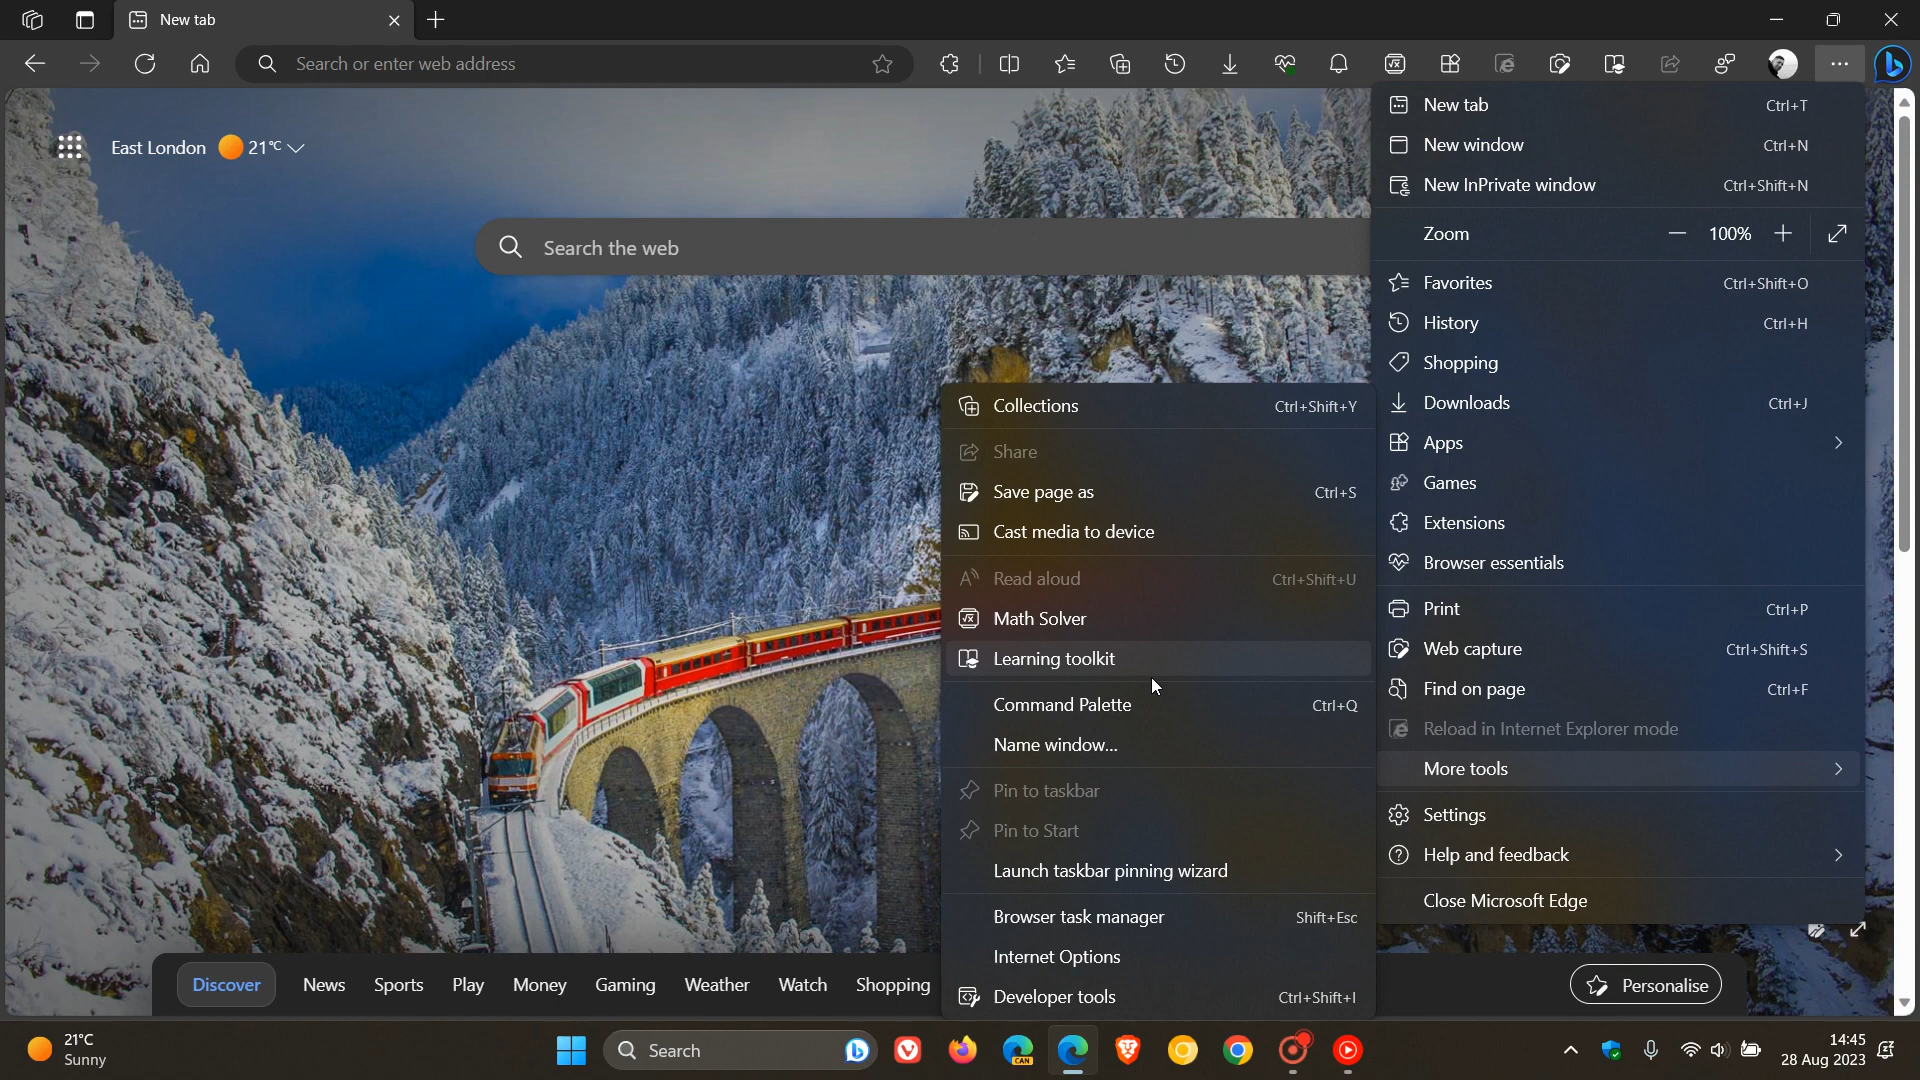 New tab
Search or enter web address
East London 21°C
Search the web
New tab Ctrl+T
New window Ctrl+N
New InPrivate window Ctrl+Shift+N
Zoom 100%
Favorites Ctrl+Shift+O
History Ctrl+H
Shopping
Downloads Ctrl+J
Apps
Games
Extensions
Browser essentials
Print Ctrl+P
Web capture Ctrl+Shift+S
Find on page Ctrl+F
Reload in Internet Explorer mode
More tools
Settings
Help and feedback
Close Microsoft Edge
Collections Ctrl+Shift+Y
Share
Save page as Ctrl+S
Cast media to device
Read aloud Ctrl+Shift+U
Math Solver
Learning toolkit
Command Palette Ctrl+Q
Name window...
Pin to taskbar
Pin to Start
Launch taskbar pinning wizard
Browser task manager Shift+Esc
Internet Options
Developer tools Ctrl+Shift+I
Discover News Sports Play Money Gaming Weather Watch Shopping
Personalise
21°C
Sunny
Search
CAN
14:45
28 Aug 2023